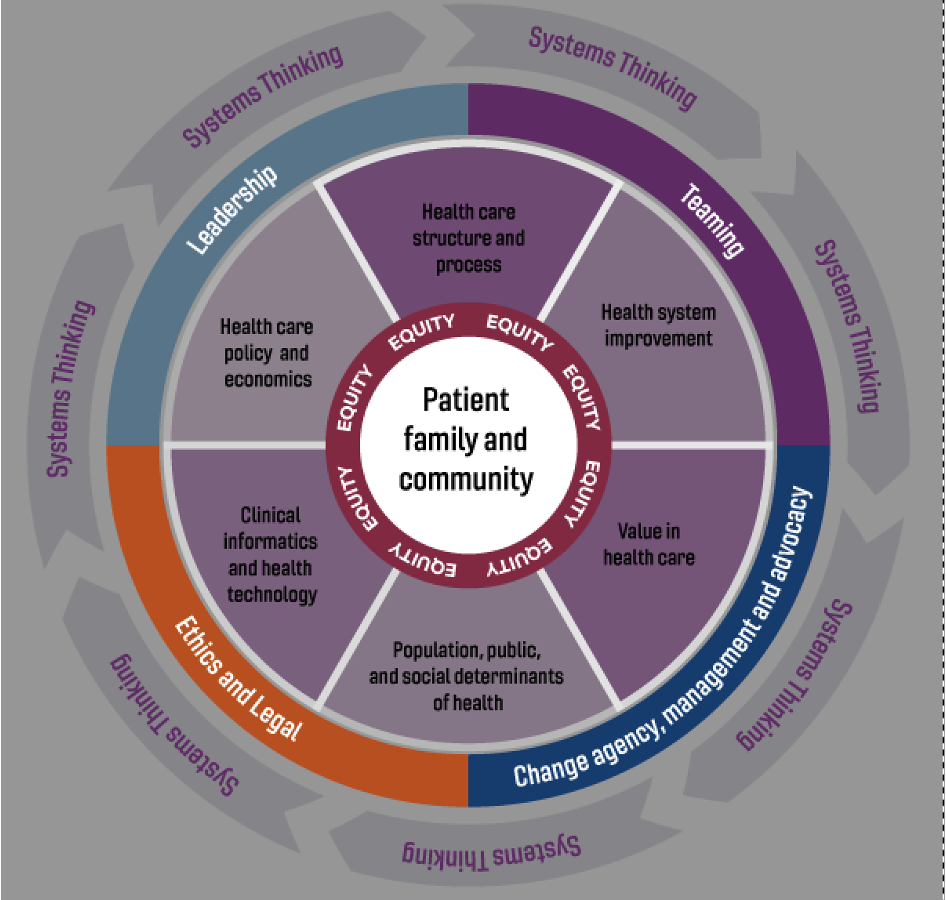 Systems Thinking
Systems Thinking
Leadership
Teaming
Health care
structure and
process
Systems Thinking
Health system
improvement
Health care
policy and
economics
Systems Thinking
EQUITY
EQUITY
EQUITY
EQUITY
Patient
family and
community
EQUITY
EQUITY
EQUITY
EQUITY
Clinical
informatics
and health
technology
Value in
health care
Change agency, management and advocacy
Ethics and Legal
Population, public,
and social determinants
of health
Systems Thinking
Systems Thinking
Systems Thinking